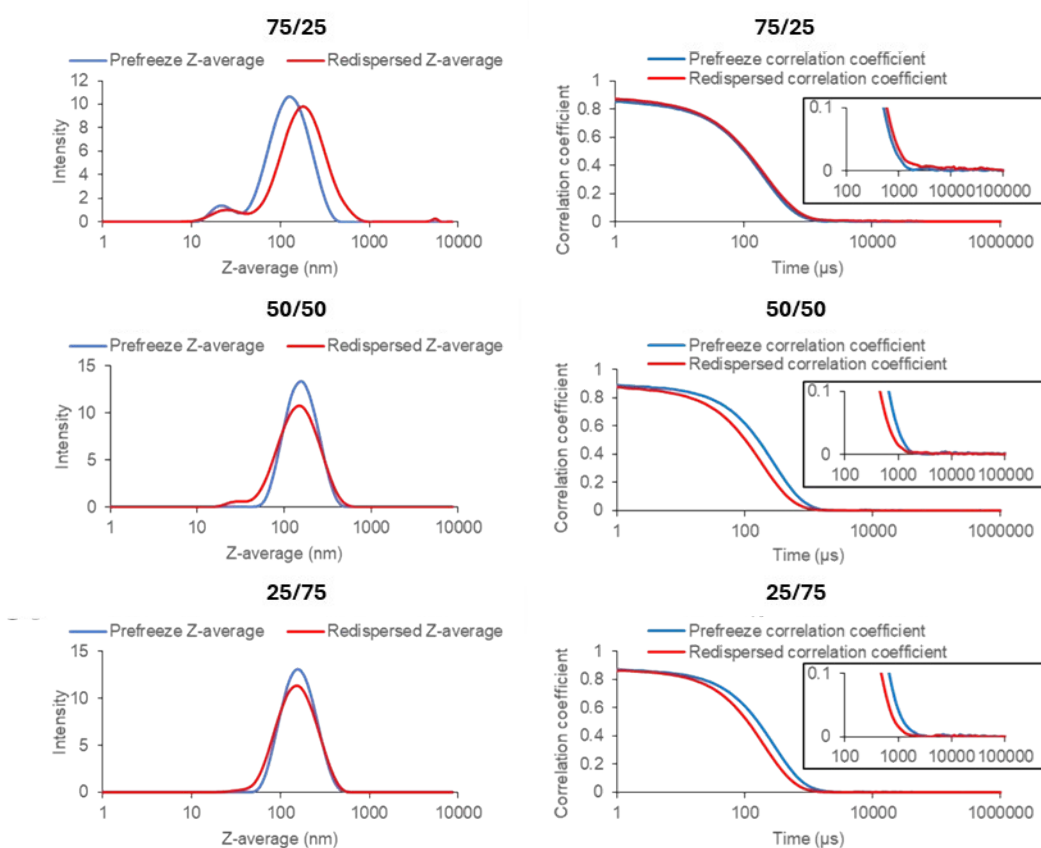 75/25
Prefreeze Z-average Redispersed Z-average
12
10
8
6
4
2
0
Intensity
1 10 100 1000 10000
Z-average (nm)
75/25
Prefreeze correlation coefficient
Redispersed correlation coefficient
1
0.8
0.6
0.4
0.2
0
Correlation coefficient
1 100 10000 1000000
Time (µs)
0.1
0
100 1000 10000 100000
50/50
Prefreeze Z-average Redispersed Z-average
15
10
5
0
Intensity
1 10 100 1000 10000
Z-average (nm)
50/50
Prefreeze correlation coefficient
Redispersed correlation coefficient
1
0.8
0.6
0.4
0.2
0
Correlation coefficient
1 100 10000 1000000
Time (µs)
0.1
0
100 1000 10000 100000
25/75
Prefreeze Z-average Redispersed Z-average
15
10
5
0
Intensity
1 10 100 1000 10000
Z-average (nm)
25/75
Prefreeze correlation coefficient
Redispersed correlation coefficient
1
0.8
0.6
0.4
0.2
0
Correlation coefficient
1 100 10000 1000000
Time (µs)
0.1
0
100 1000 10000 100000